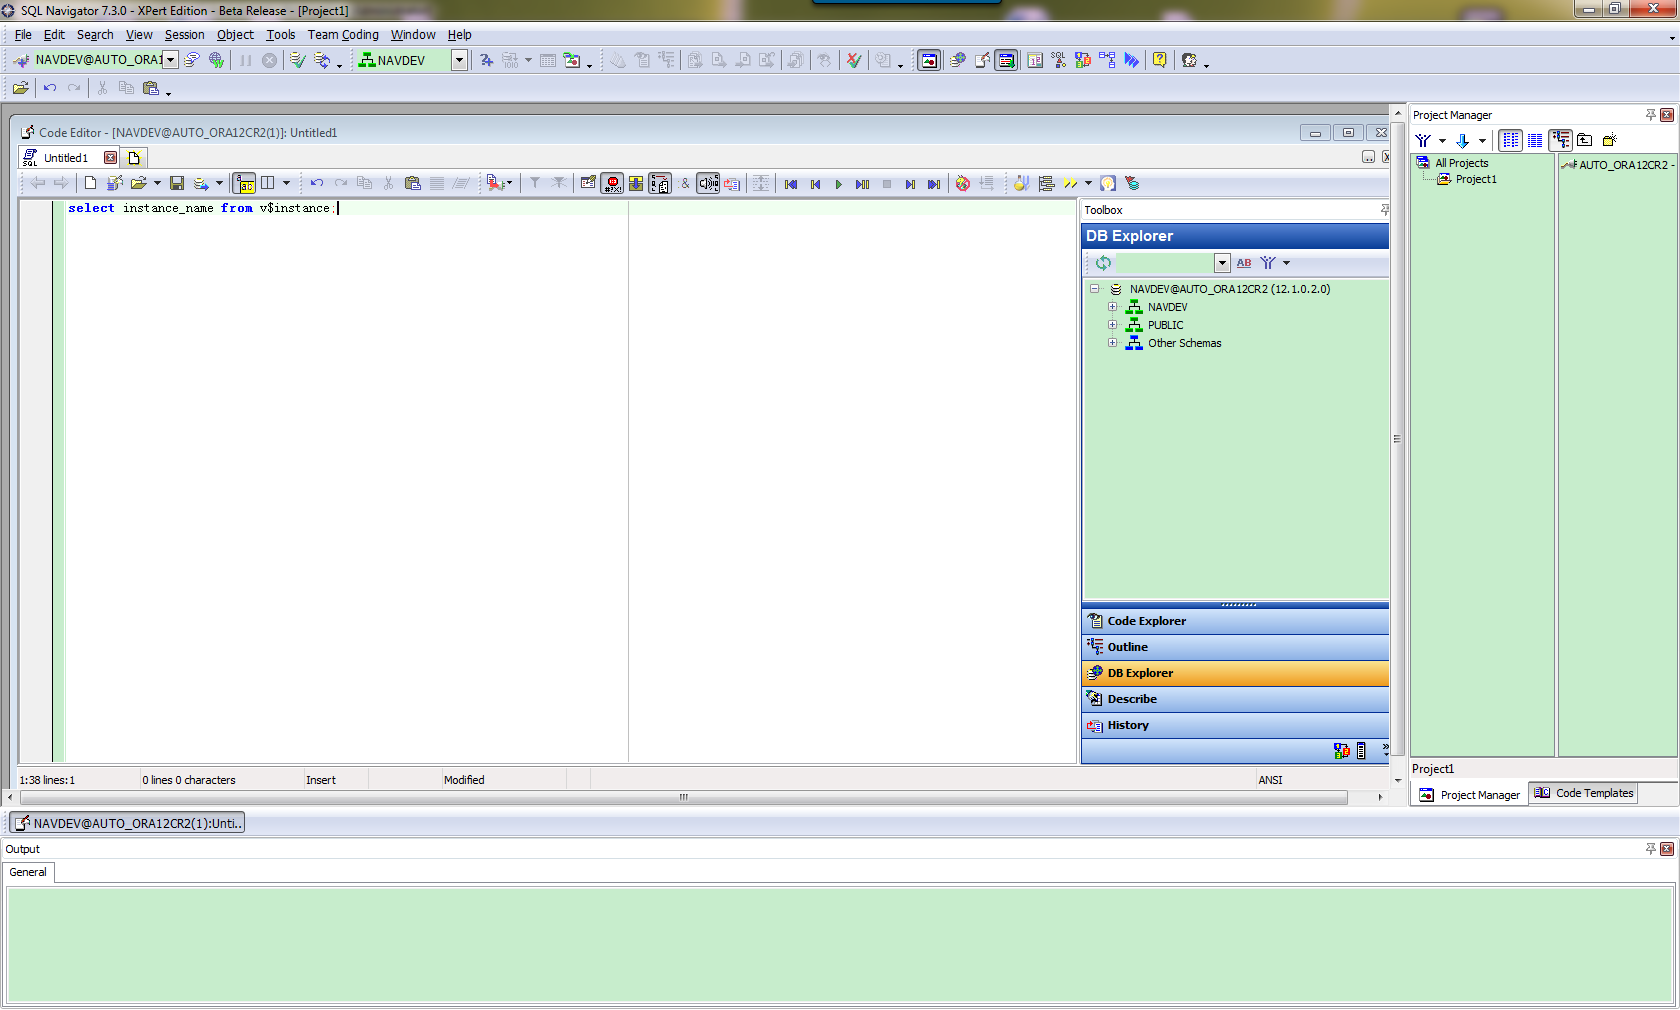 SQL Navigator 7.3.0 - XPert Edition - Beta Release - [Project1]
File Edit Search View Session Object Tools Team Coding Window Help
NAVDEV@AUTO_ORA1 NAVDEV
Code Editor - [NAVDEV@AUTO_ORA12CR2(1)]: Untitled1
SQL Untitled1
select instance_name from v$instance;
Toolbox
DB Explorer
AB
NAVDEV@AUTO_ORA12CR2 (12.1.0.2.0)
NAVDEV
PUBLIC
Other Schemas
Code Explorer
Outline
DB Explorer
Describe
History
1:38 lines:1 0 lines 0 characters Insert Modified ANSI
Project Manager
All Projects
Project1
AUTO_ORA12CR2 -
Project1
Project Manager Code Templates
NAVDEV@AUTO_ORA12CR2(1):Unti..
Output
General